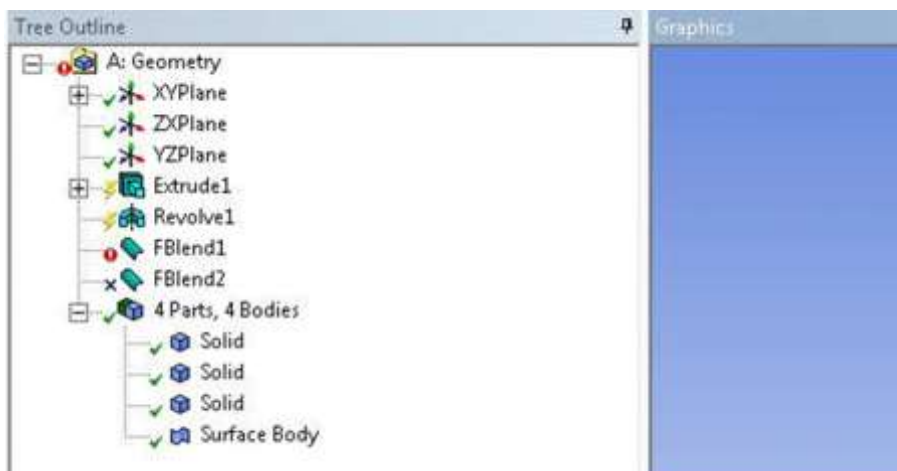 Tree Outline
Graphics
A: Geometry
XYPlane
ZXPlane
YZPlane
Extrude1
Revolve1
FBlend1
FBlend2
4 Parts, 4 Bodies
Solid
Solid
Solid
Surface Body